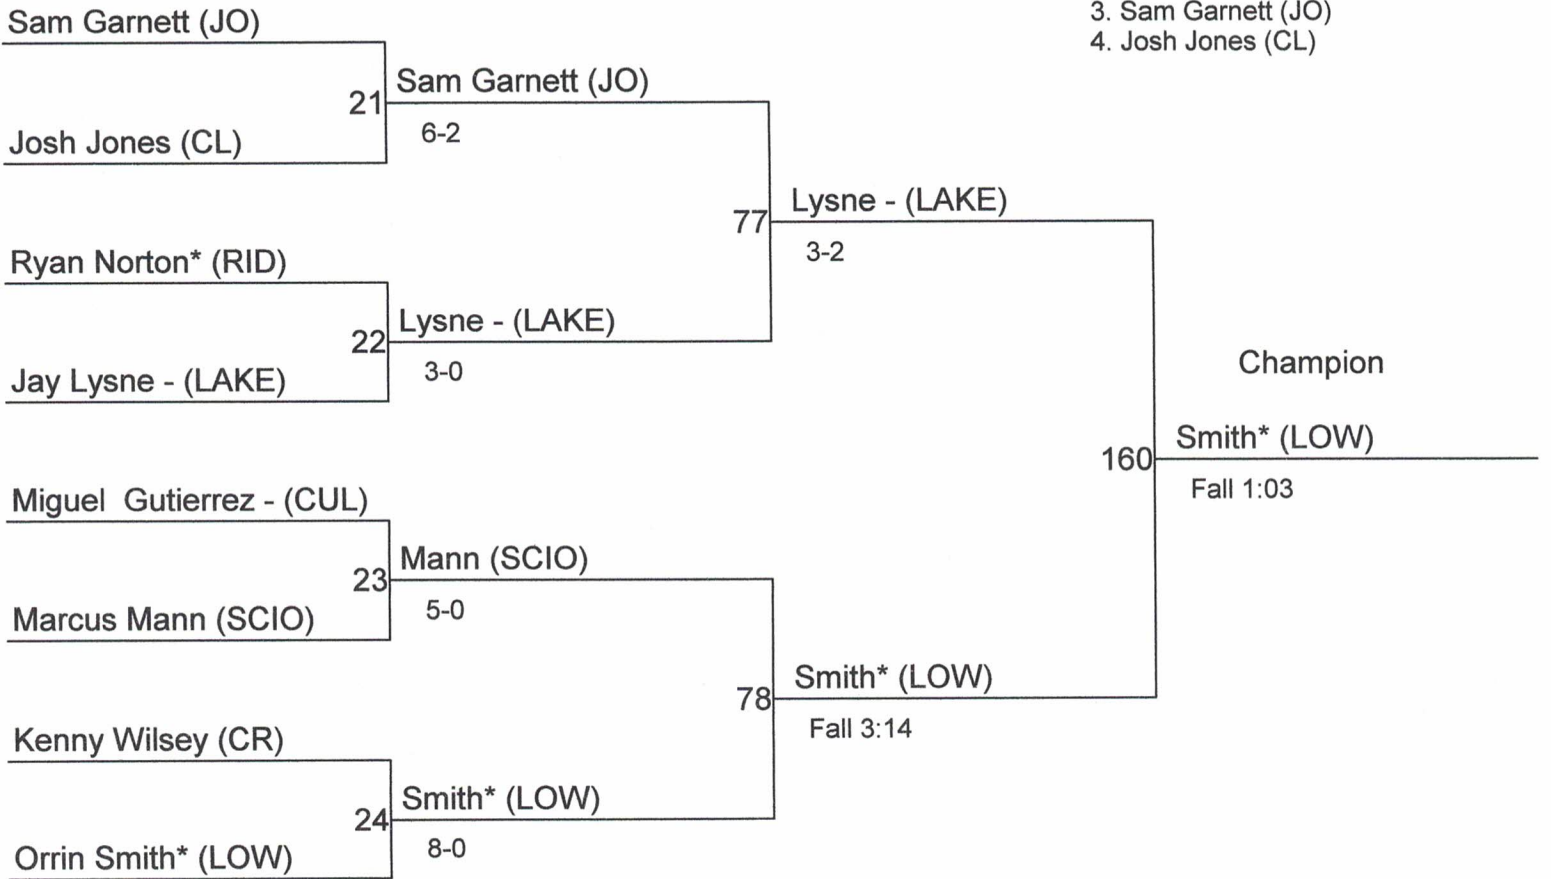 3. Sam Garnett (JO)
4. Josh Jones (CL)
Sam Garnett (JO)
21
Sam Garnett (JO)
6-2
Josh Jones (CL)
77
Lysne - (LAKE)
3-2
Ryan Norton* (RID)
22
Lysne - (LAKE)
3-0
Jay Lysne - (LAKE)
Champion
160
Smith* (LOW)
Fall 1:03
Miguel  Gutierrez - (CUL)
23
Mann (SCIO)
5-0
Marcus Mann (SCIO)
78
Smith* (LOW)
Fall 3:14
Kenny Wilsey (CR)
24
Smith* (LOW)
8-0
Orrin Smith* (LOW)